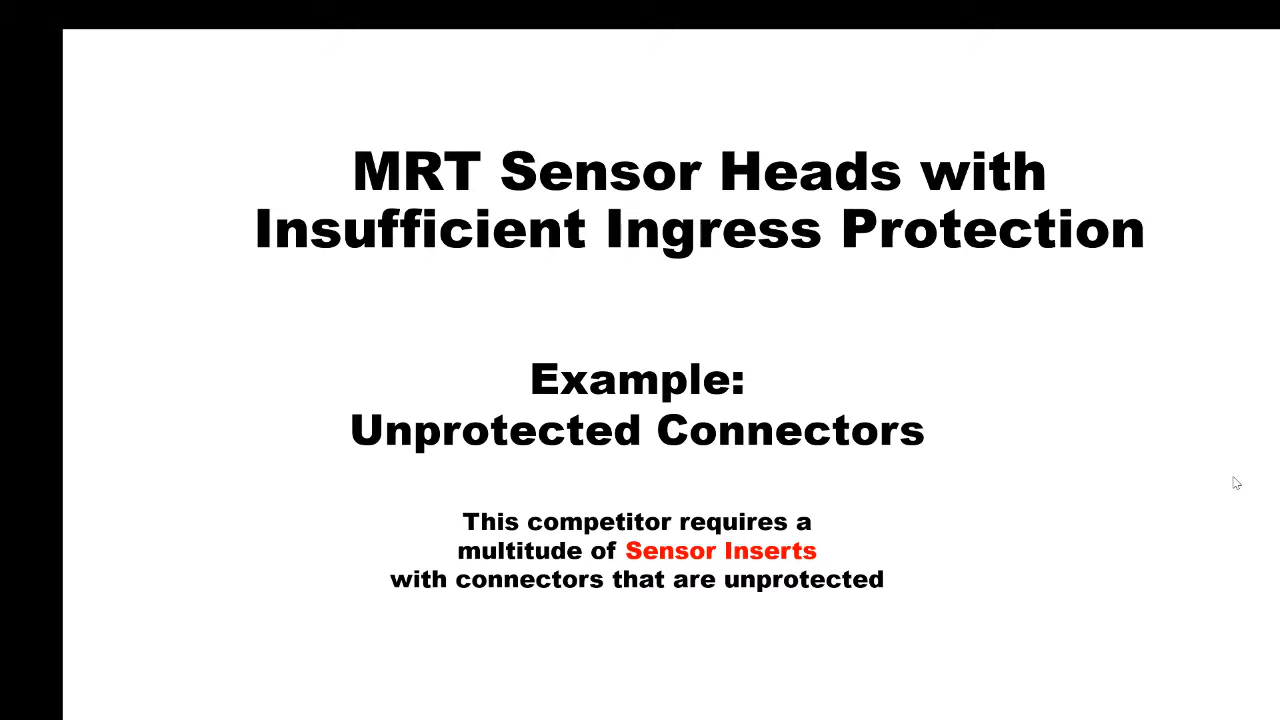 MRT Sensor Heads with
Insufficient Ingress Protection
Example:
Unprotected Connectors
This competitor requires a
multitude of Sensor Inserts
with connectors that are unprotected